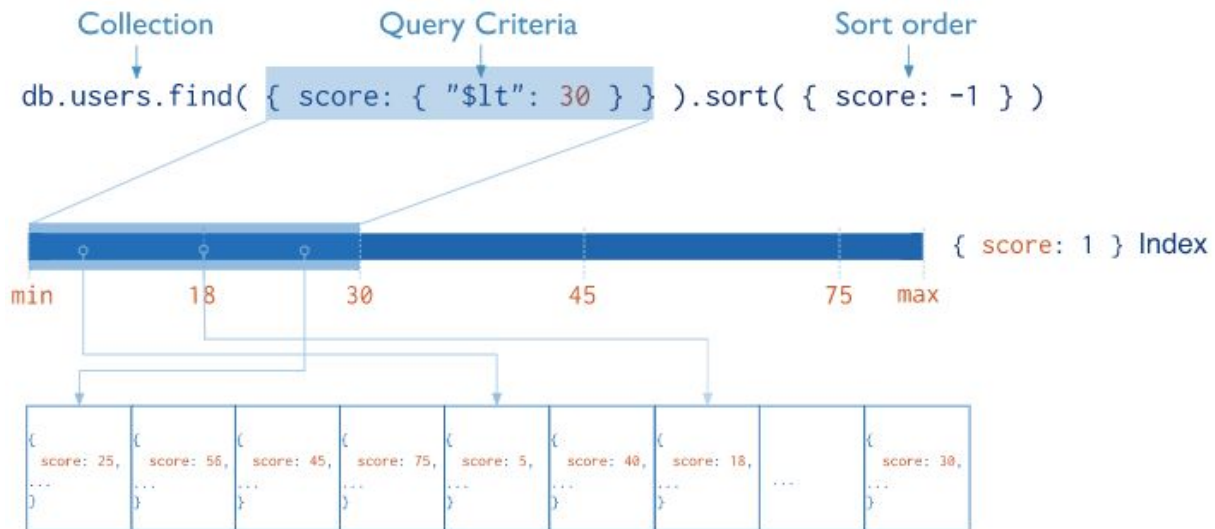 Collection Query Criteria Sort order
db.users.find( { score: { "$lt": 30 } } ).sort( { score: -1 } )
{ score: 1 } Index
min 18 30 45 75 max
{ { { { { { { {
score: 25, score: 56, score: 45, score: 75, score: 5, score: 40, score: 18, score: 30,
... ... ... ... ... ... ... ... ...
} } } } } } } }